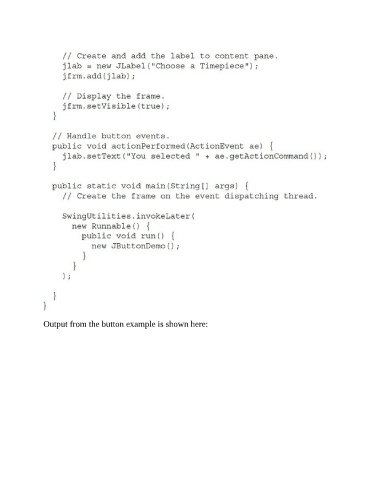 // Create and add the label to content pane.
jlab = new JLabel("Choose a Timepiece");
jfrm.add(jlab);
// Display the frame.
jfrm.setVisible(true);
}
// Handle button events.
public void actionPerformed(ActionEvent ae) {
jlab.setText("You selected " + ae.getActionCommand());
}
public static void main(String[] args) {
// Create the frame on the event dispatching thread.
SwingUtilities.invokeLater(
new Runnable() {
public void run() {
new JButtonDemo();
}
}
);
}
}
Output from the button example is shown here: